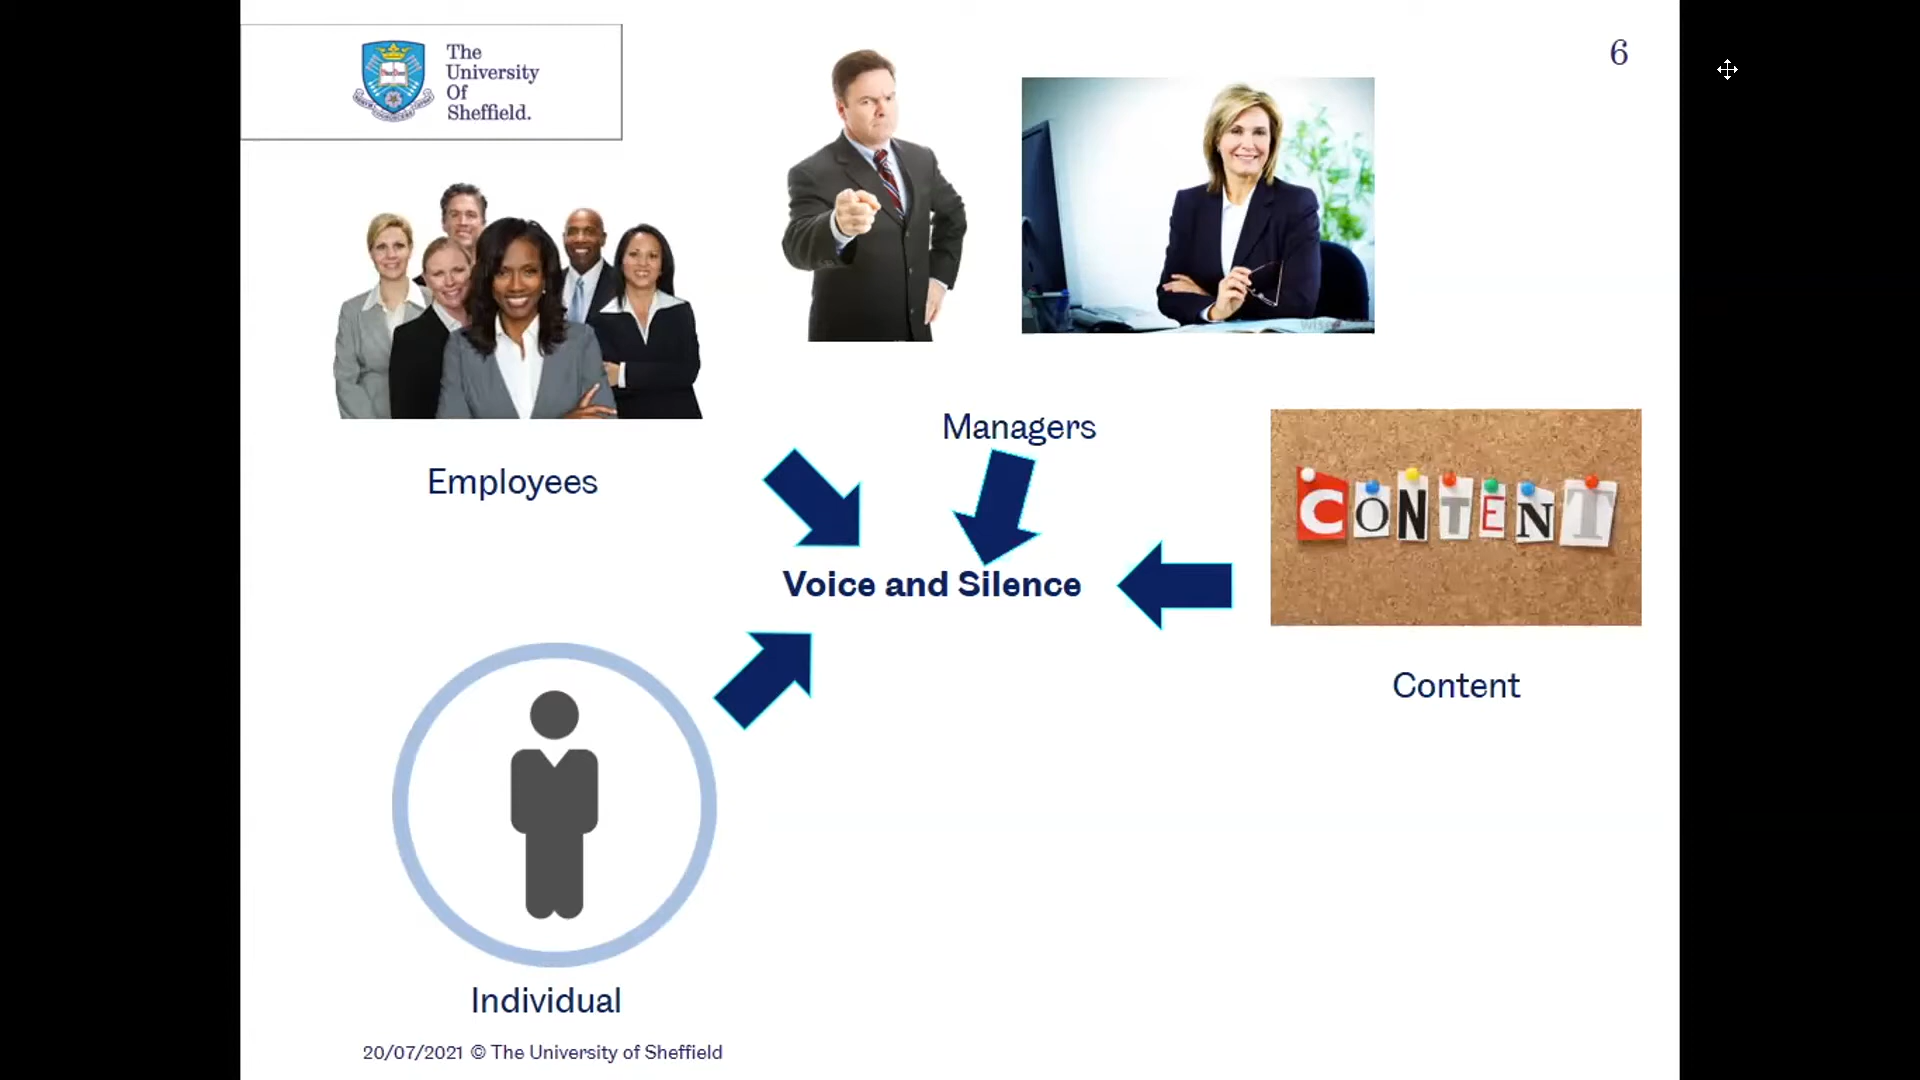 The
University
Of
Sheffield.
6
Managers
Employees
CONTENT
Voice and Silence
Content
Individual
20/07/2021 © The University of Sheffield